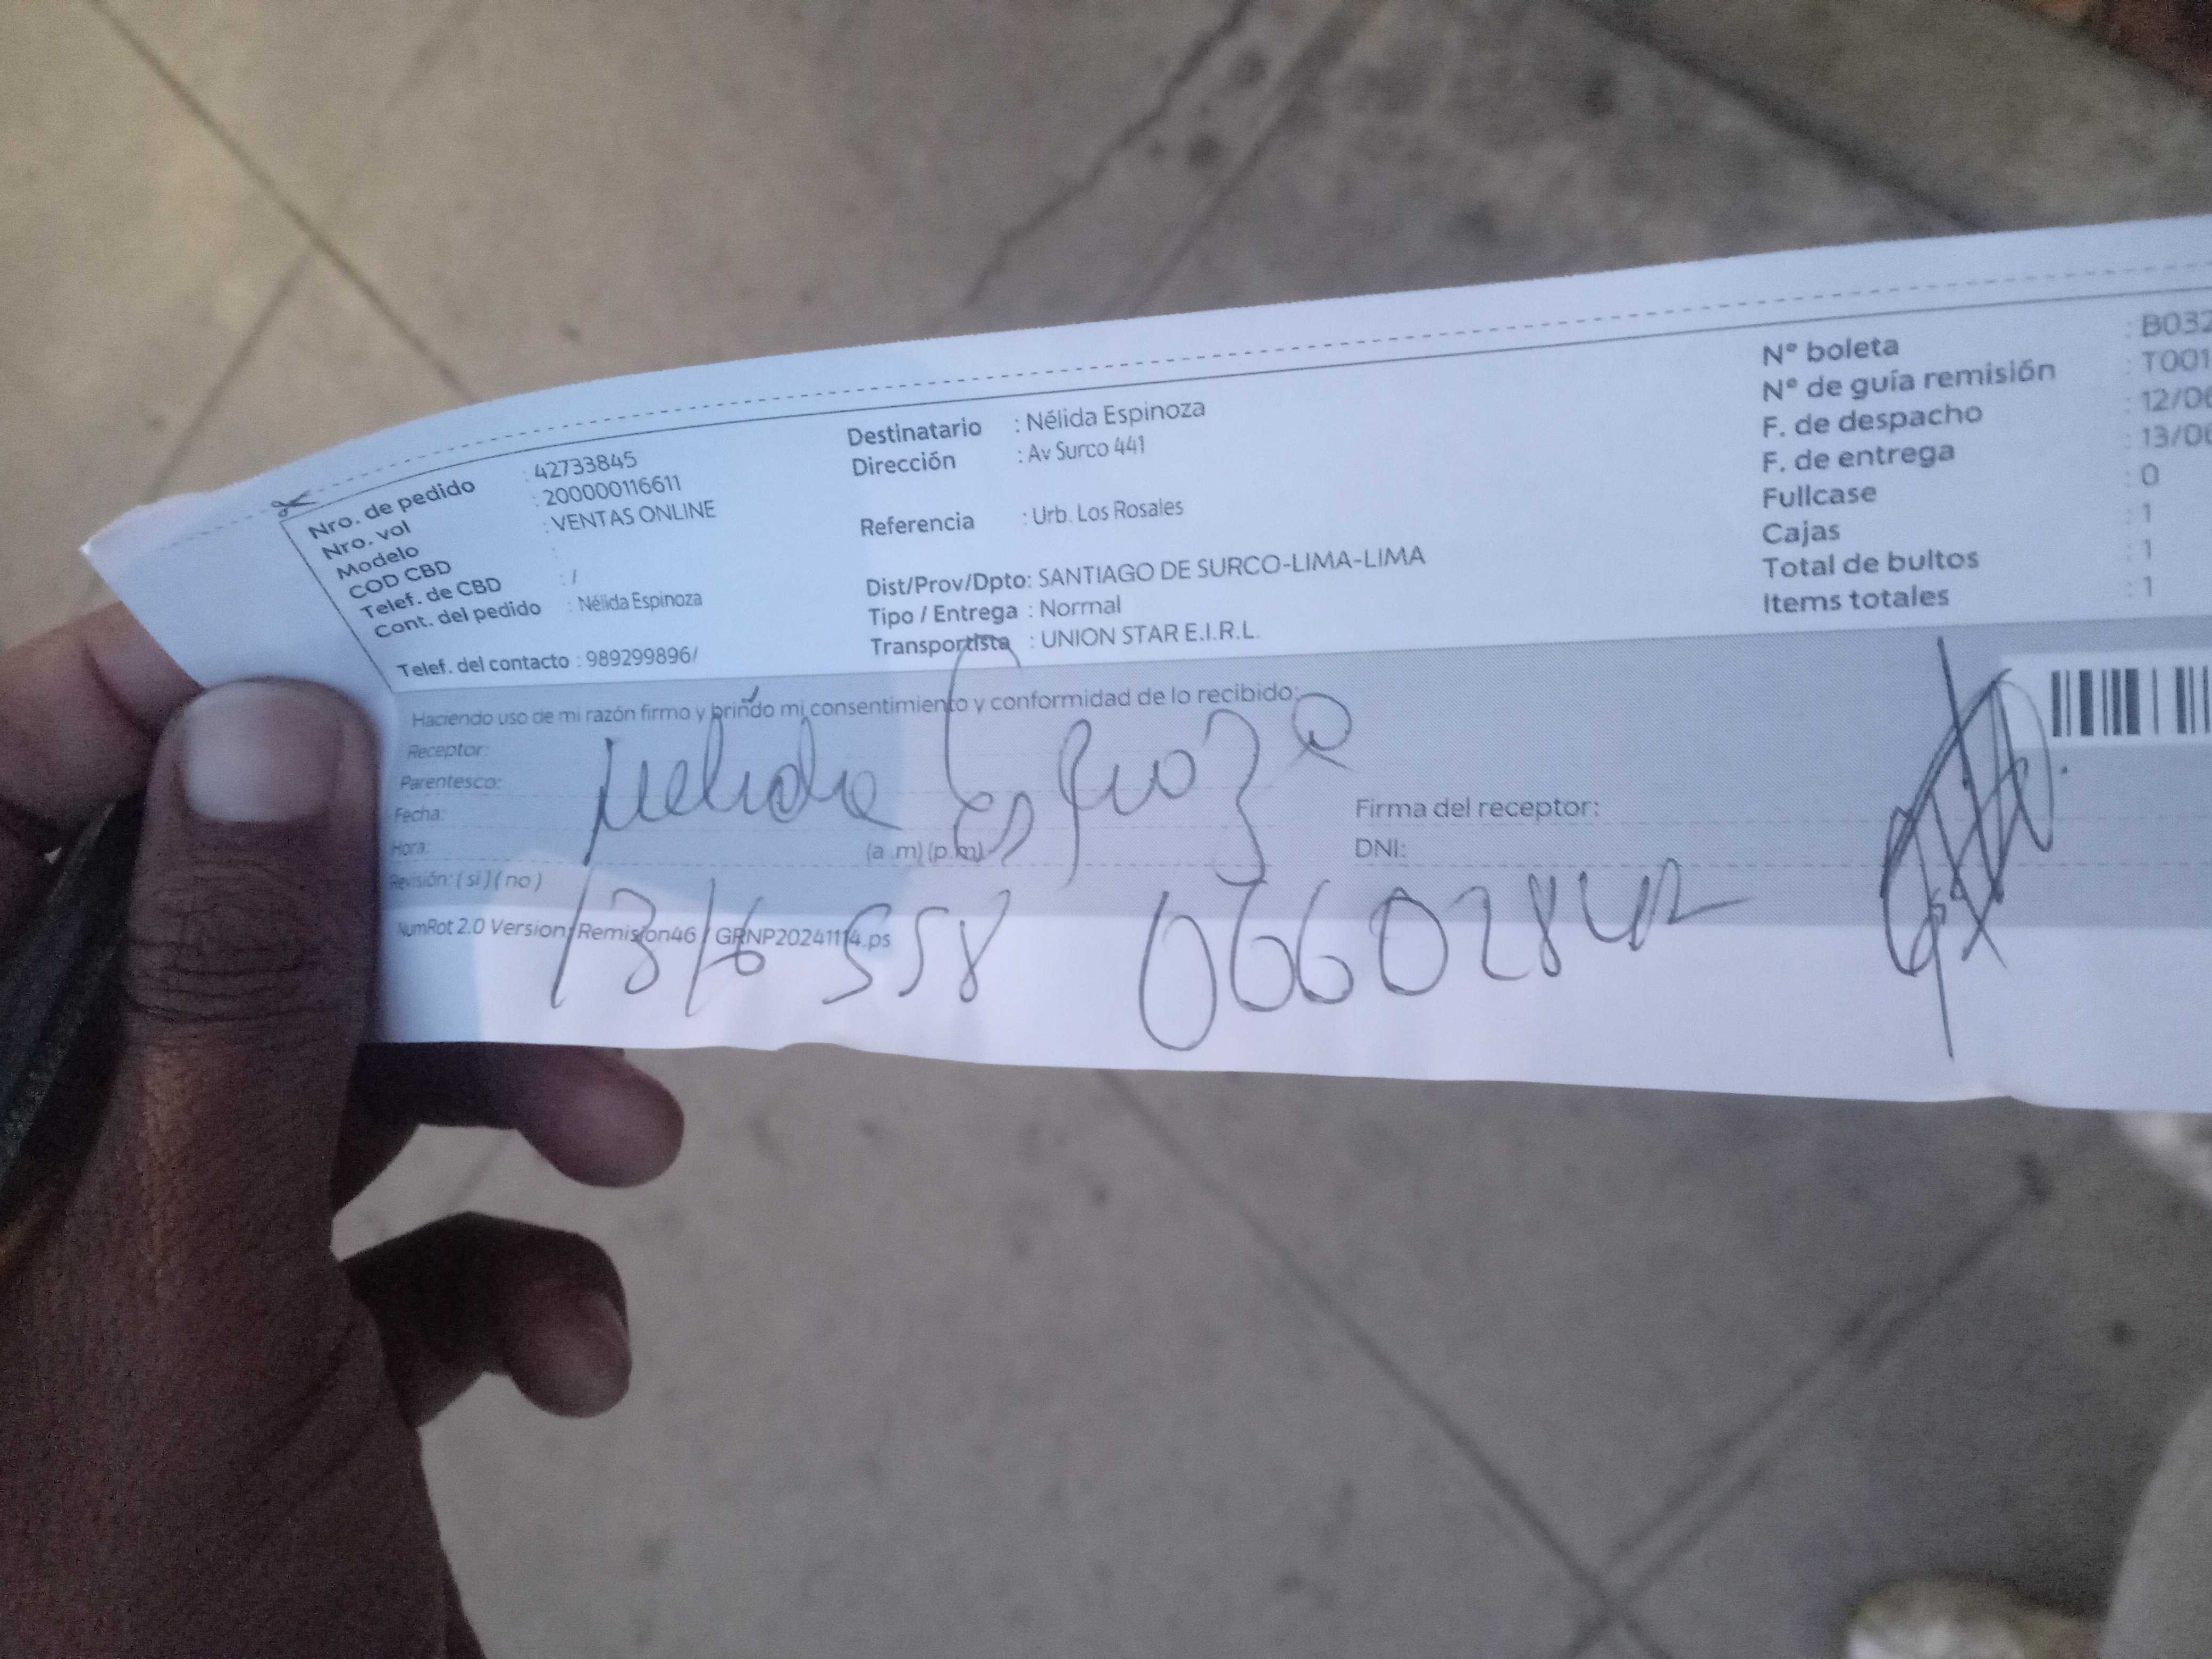 Nro. de pedido : 42733845
Nro. val : 200000116611
Modelo : VENTAS ONLINE
COD CBD :
Telef. de CBD : /
Cont. del pedido : Nélida Espinoza
Telef. del contacto : 989299896/
Destinatario : Nélida Espinoza
Dirección : Av Surco 441
Referencia : Urb. Los Rosales
Dist/Prov/Dpto: SANTIAGO DE SURCO-LIMA-LIMA
Tipo / Entrega : Normal
Transportista : UNION STAR E.I.R.L.
N° boleta : B032
N° de guía remisión : T001
F. de despacho : 12/06
F. de entrega : 13/06
Fullcase : 0
Cajas : 1
Total de bultos : 1
Items totales : 1
Haciendo uso de mi razón firmo y brindo mi consentimiento y conformidad de lo recibido:
Receptor:
Parentesco:
Fecha:
Hora: (a .m) (p.m)
Revisión: ( si ) ( no )
Nelida
Firma del receptor:
DNI:
NumRot 2.0 Version: Remision46 / GRNP20241114.ps
13/6 558